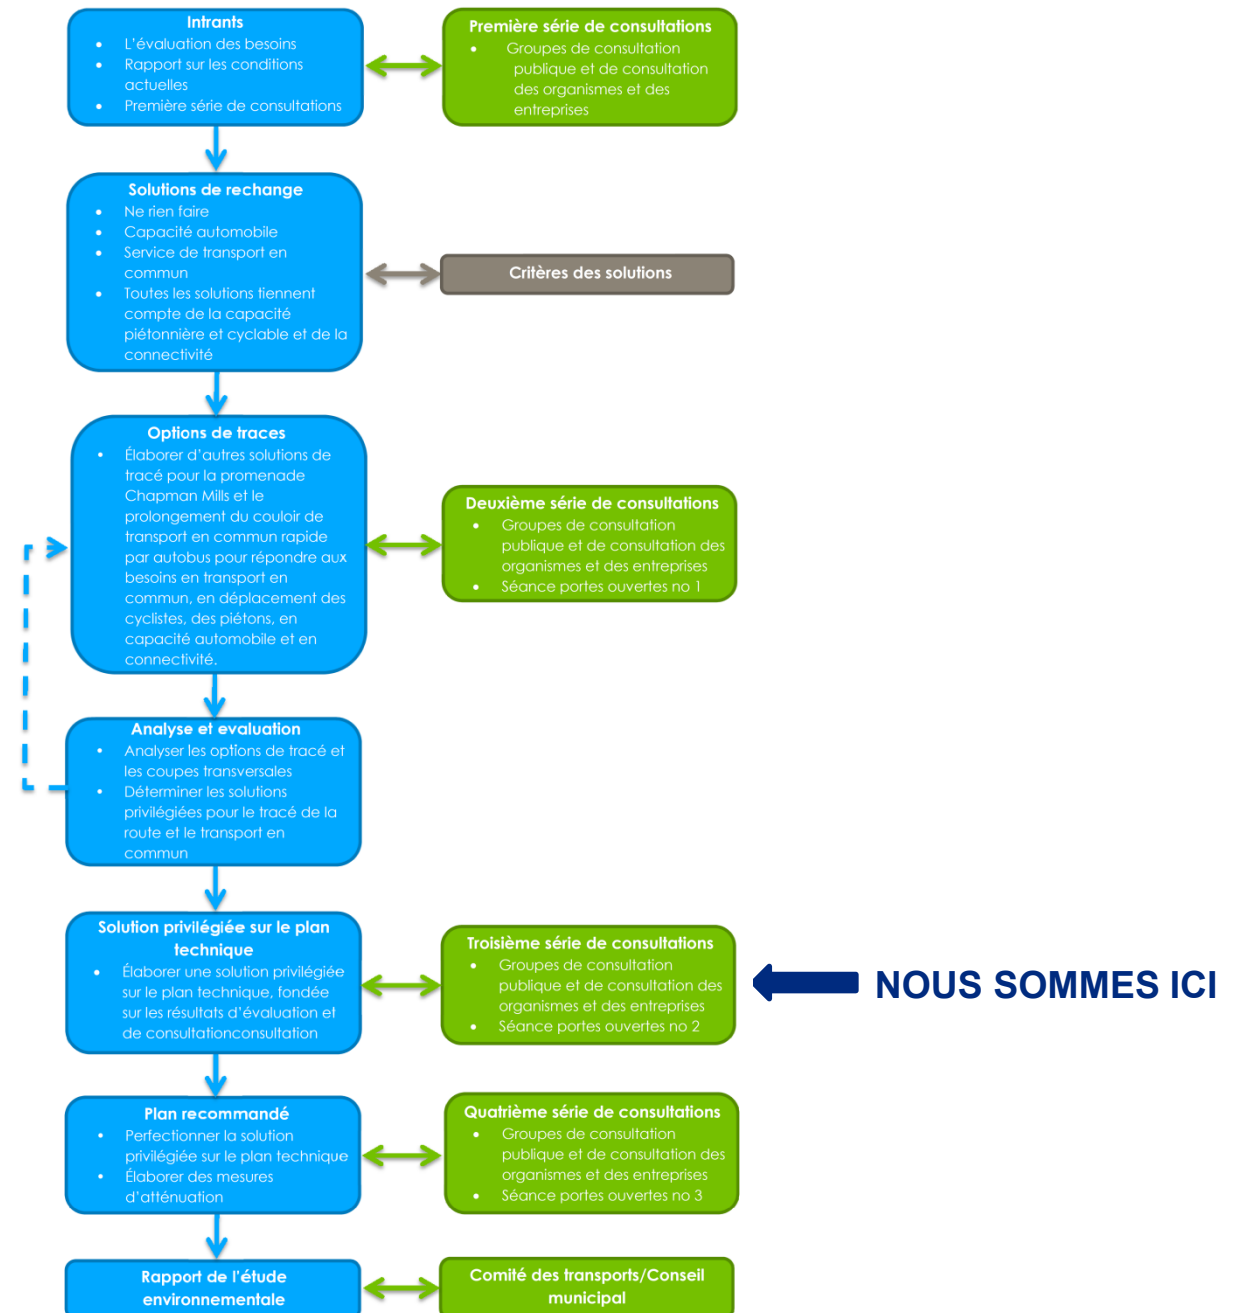 Intrants
• L'évaluation des besoins
• Rapport sur les conditions
actuelles
• Première série de consultations
Première série de consultations
• Groupes de consultation
publique et de consultation
des organismes et des
entreprises
Solutions de rechange
• Ne rien faire
• Capacité automobile
• Service de transport en
commun
• Toutes les solutions tiennent
compte de la capacité
piétonnière et cyclable et de la
connectivité
Critères des solutions
Options de traces
• Élaborer d'autres solutions de
tracé pour la promenade
Chapman Mills et le
prolongement du couloir de
transport en commun rapide
par autobus pour répondre aux
besoins en transport en
commun, en déplacement des
cyclistes, des piétons, en
capacité automobile et en
connectivité.
Deuxième série de consultations
• Groupes de consultation
publique et de consultation des
organismes et des entreprises
• Séance portes ouvertes no 1
Analyse et evaluation
• Analyser les options de tracé et
les coupes transversales
• Déterminer les solutions
privilégiées pour le tracé de la
route et le transport en
commun
Solution privilégiée sur le plan
technique
• Élaborer une solution privilégiée
sur le plan technique, fondée
sur les résultats d'évaluation et
de consultationconsultation
Troisième série de consultations
• Groupes de consultation
publique et de consultation des
organismes et des entreprises
• Séance portes ouvertes no 2
NOUS SOMMES ICI
Plan recommandé
• Perfectionner la solution
privilégiée sur le plan technique
• Élaborer des mesures
d'atténuation
Quatrième série de consultations
• Groupes de consultation
publique et de consultation des
organismes et des entreprises
• Séance portes ouvertes no 3
Rapport de l'étude
environnementale
Comité des transports/Conseil
municipal